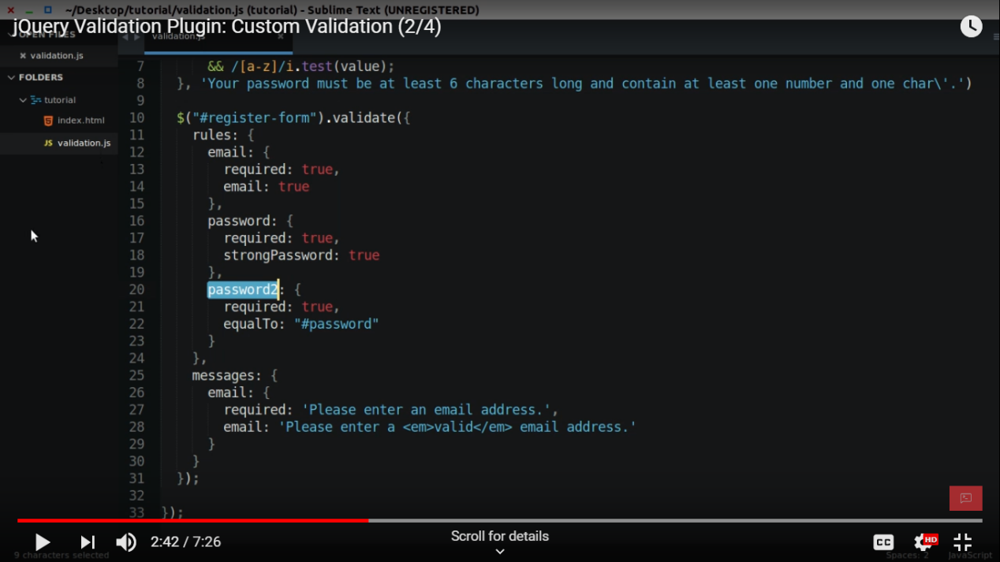 ~/Desktop/tutorial/validation.js (tutorial) - Sublime Text (UNREGISTERED)
jQuery Validation Plugin: Custom Validation (2/4)
OPEN FILES
validation.js
validation.js
FOLDERS
tutorial
index.html
JS validation.js
7 && /[a-z]/i.test(value);
8 }, 'Your password must be at least 6 characters long and contain at least one number and one char\'.')
9
10 $("#register-form").validate({
11 rules: {
12 email: {
13 required: true,
14 email: true
15 },
16 password: {
17 required: true,
18 strongPassword: true
19 },
20 password2: {
21 required: true,
22 equalTo: "#password"
23 }
24 },
25 messages: {
26 email: {
27 required: 'Please enter an email address.',
28 email: 'Please enter a <em>valid</em> email address.'
29 }
30 }
31 });
32
33 });
2:42 / 7:26
Scroll for details
CC
HD
9 characters selected
Spaces: 2
JavaScript